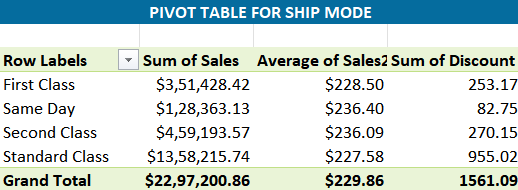 PIVOT TABLE FOR SHIP MODE
Row Labels Sum of Sales Average of Sales2 Sum of Discount
First Class $3,51,428.42 $228.50 253.17
Same Day $1,28,363.13 $236.40 82.75
Second Class $4,59,193.57 $236.09 270.15
Standard Class $13,58,215.74 $227.58 955.02
Grand Total $22,97,200.86 $229.86 1561.09